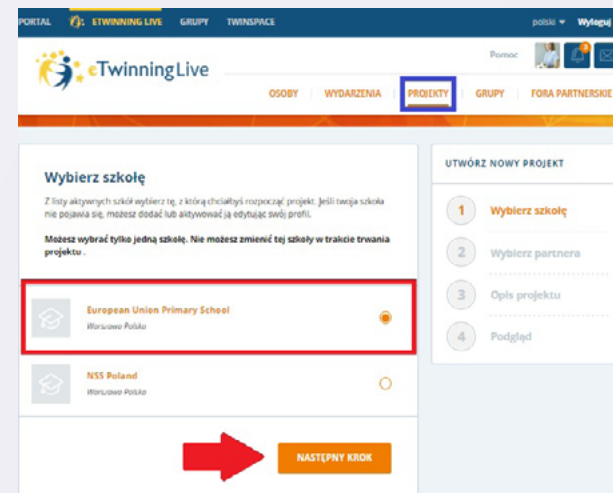 PORTAL ETWINNING LIVE GRUPY TWINSPACE polski Wyloguj
eTwinning Live
Pomoc
3
OSOBY WYDARZENIA PROJEKTY GRUPY FORA PARTNERSKIE
Wybierz szkołę
Z listy aktywnych szkół wybierz tę, z którą chciałbyś rozpocząć projekt. Jeśli twoja szkoła
nie pojawia się, możesz dodać lub aktywować ją edytując swój profil.
Możesz wybrać tylko jedną szkołę. Nie możesz zmienić tej szkoły w trakcie trwania
projektu .
European Union Primary School
Warszawa Polska
NSS Poland
Warszawa Polska
NASTĘPNY KROK
UTWÓRZ NOWY PROJEKT
1 Wybierz szkołę
2 Wybierz partnera
3 Opis projektu
4 Podgląd